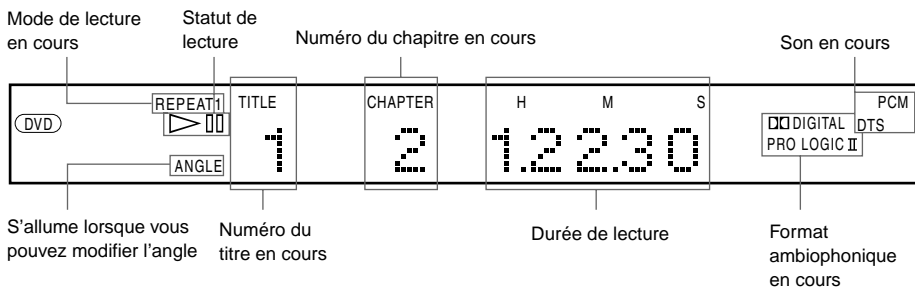 Mode de lecture
en cours
Statut de
lecture
Numéro du chapitre en cours
Son en cours
REPEAT1
TITLE
CHAPTER
H M S
PCM
DVD
DIGITAL
DTS
PRO LOGIC II
1 2 1.22.30
ANGLE
S'allume lorsque vous
pouvez modifier l'angle
Numéro du
titre en cours
Durée de lecture
Format
ambiophonique
en cours